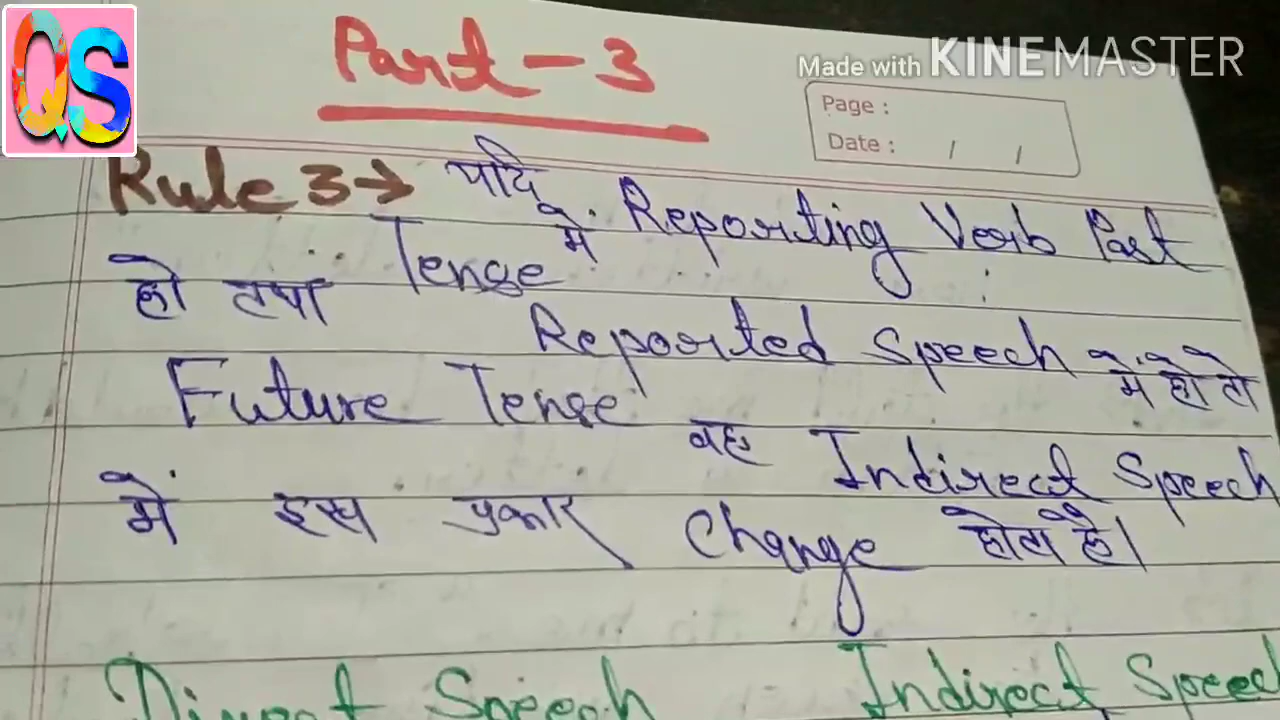 QS
Part - 3
Made with KINEMASTER
Page :
Date : / /
Rule 3→ यदि Reporting Verb Past
Tense में
हो तथा Reported Speech में हो तो
Future Tense वह Indirect Speech
में इस प्रकार Change होता है।
Direct Speech Indirect Speech